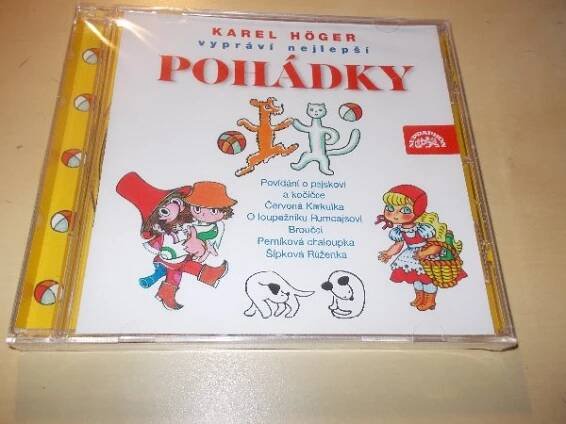 KAREL HÖGER
vypráví nejlepší
POHÁDKY
SUPRAPHON
Povídání o pejskovi
a kočičce
Červená Karkulka
O loupežníku Rumcajsovi
Broučci
Perníková chaloupka
Šípková Růženka